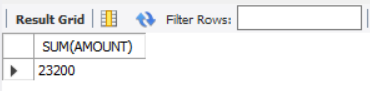 Result Grid Filter Rows:
SUM(AMOUNT)
23200